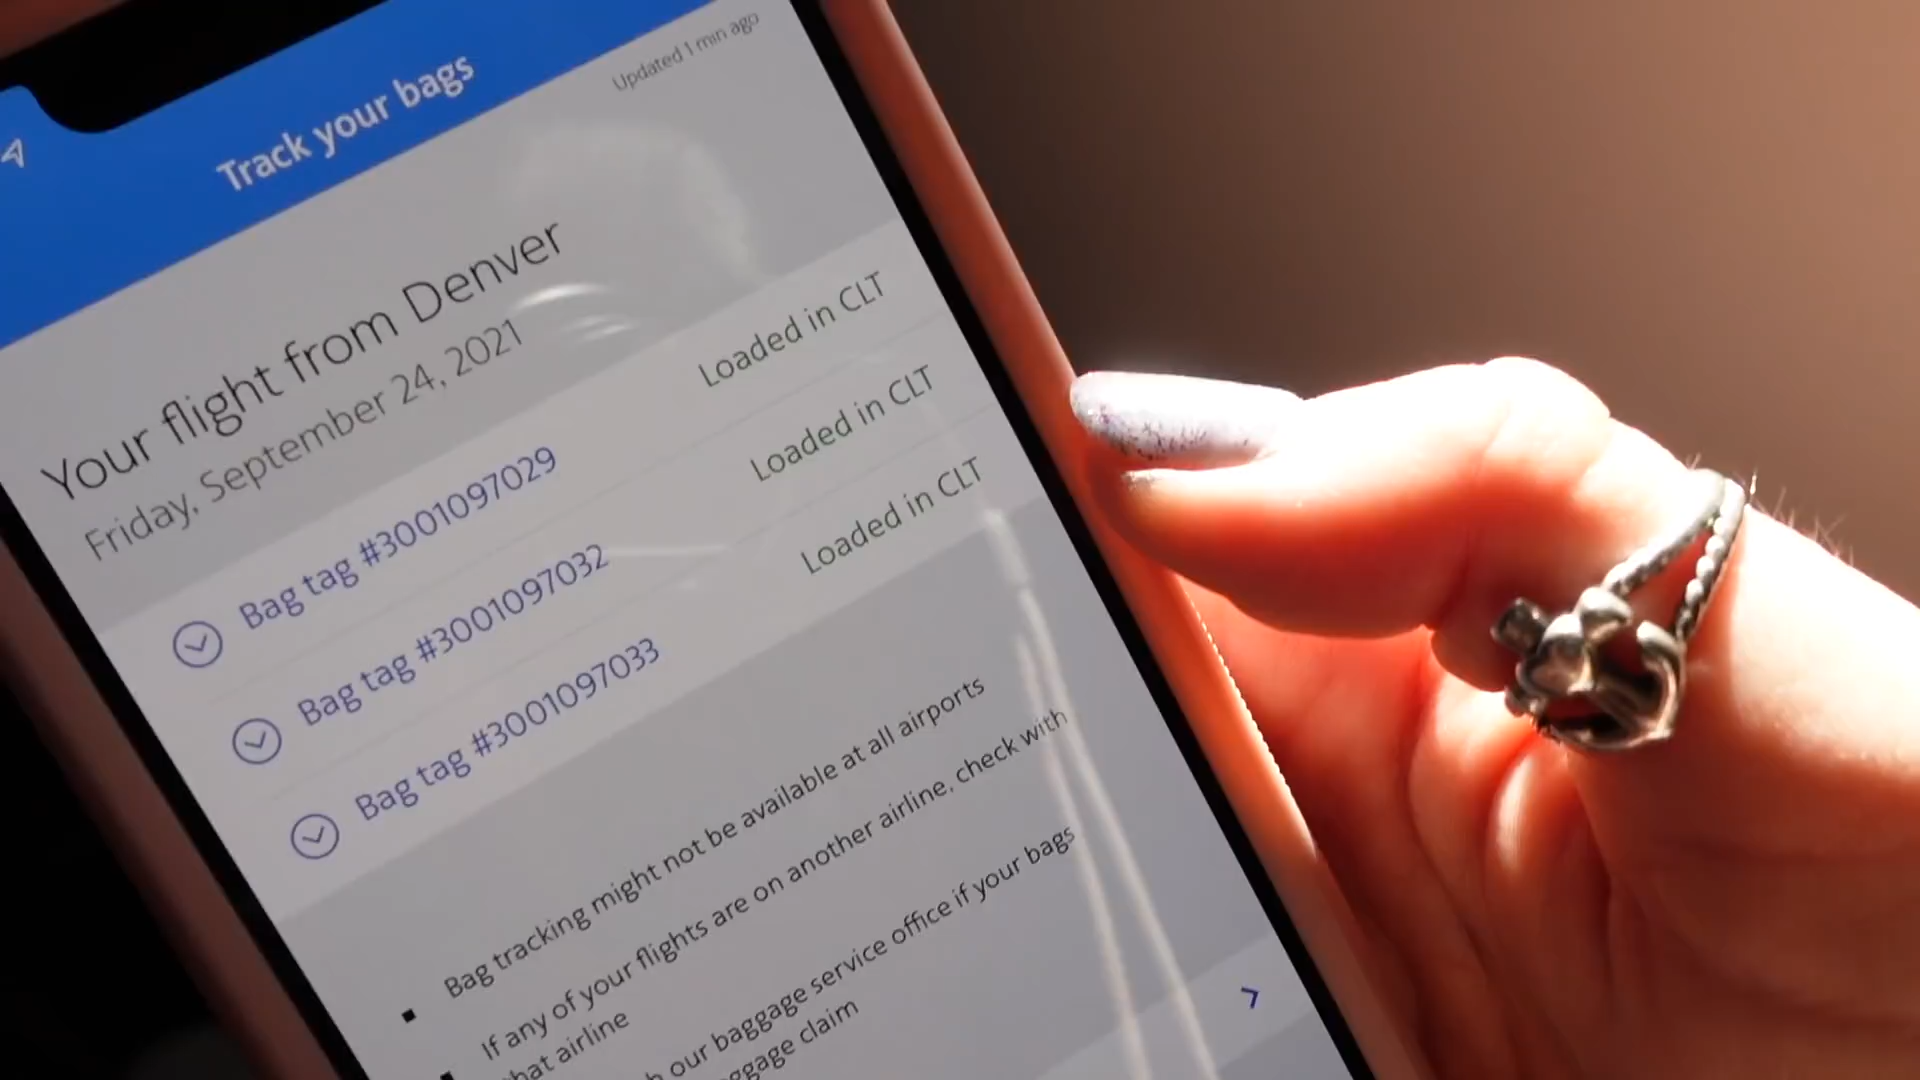 Track your bags
Updated 1 min ago
Your flight from Denver
Friday, September 24, 2021
Bag tag #3001097029 Loaded in CLT
Bag tag #3001097032 Loaded in CLT
Bag tag #3001097033 Loaded in CLT
Bag tracking might not be available at all airports
If any of your flights are on another airline, check with
that airline
our baggage service office if your bags
claim